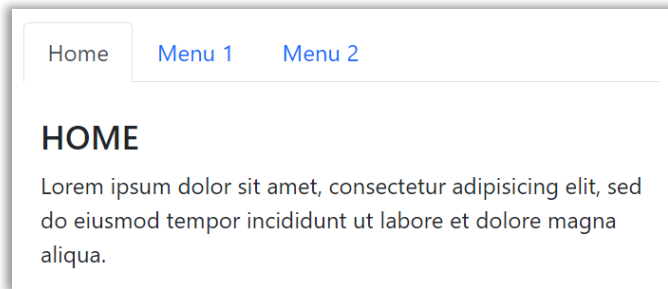 Home Menu 1 Menu 2
HOME
Lorem ipsum dolor sit amet, consectetur adipisicing elit, sed
do eiusmod tempor incididunt ut labore et dolore magna
aliqua.